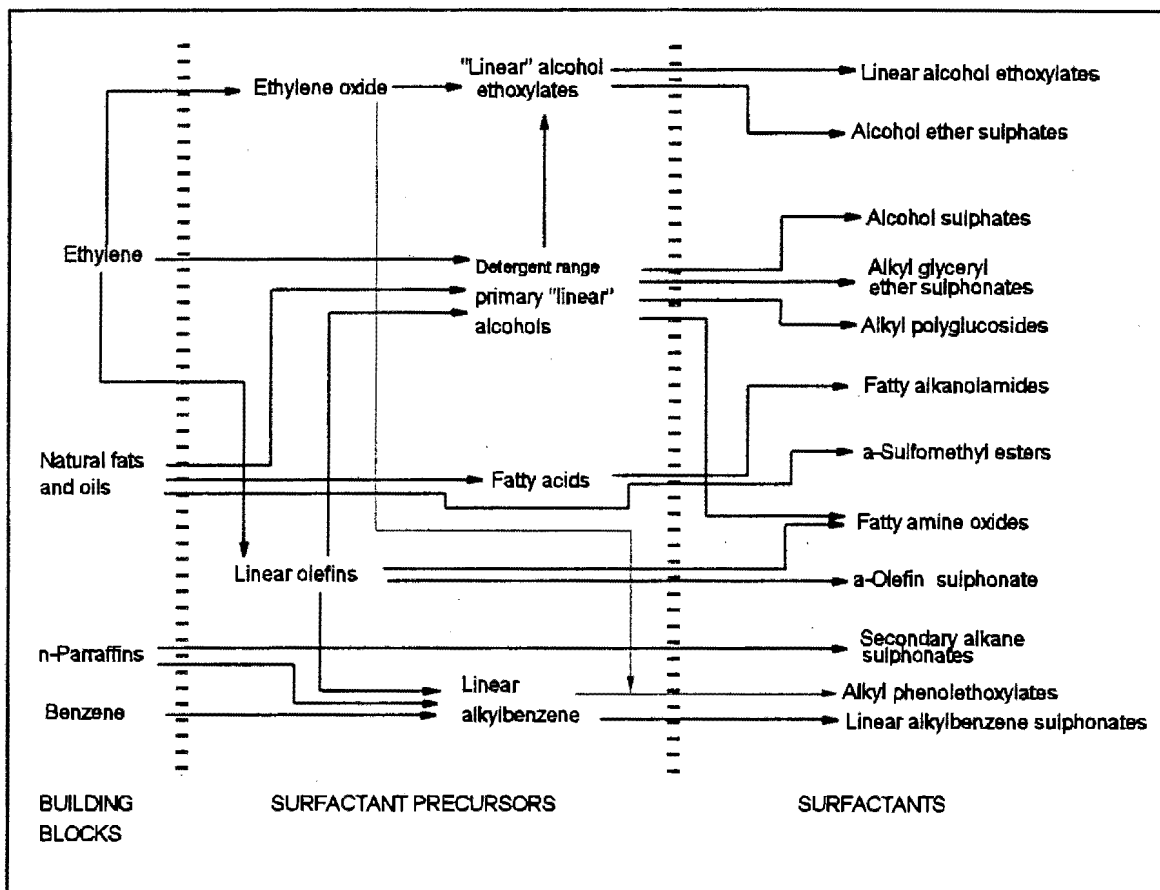 Ethylene oxide
"Linear" alcohol
ethoxylates
Linear alcohol ethoxylates
Alcohol ether sulphates
Alcohol sulphates
Ethylene
Detergent range
primary "linear"
alcohols
Alkyl glyceryl
ether sulphonates
Alkyl polyglucosides
Fatty alkanolamides
Natural fats
and oils
Fatty acids
a-Sulfomethyl esters
Fatty amine oxides
Linear olefins
a-Olefin sulphonate
n-Parraffins
Secondary alkane
sulphonates
Linear
alkylbenzene
Alkyl phenolethoxylates
Benzene
Linear alkylbenzene sulphonates
BUILDING
BLOCKS
SURFACTANT PRECURSORS
SURFACTANTS